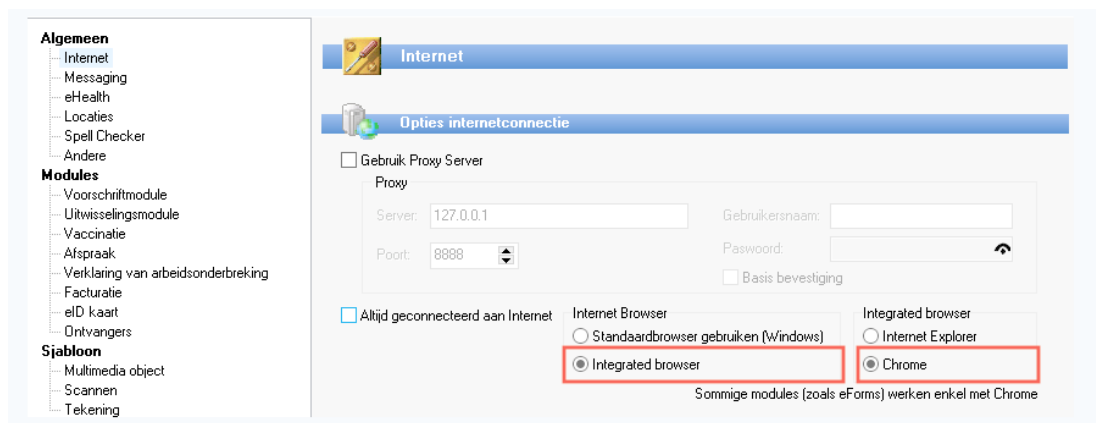 Algemeen
Internet
Messaging
eHealth
Locaties
Spell Checker
Andere
Modules
Voorschriftmodule
Uitwisselingsmodule
Vaccinatie
Afspraak
Verklaring van arbeidsonderbreking
Facturatie
eID kaart
Ontvangers
Sjabloon
Multimedia object
Scannen
Tekening
Internet
Opties internetconnectie
Gebruik Proxy Server
Proxy
Server: 127.0.0.1 Gebruikersnaam:
Poort: 8888 Paswoord:
Basis bevestiging
Altijd geconnecteerd aan Internet Internet Browser Integrated browser
Standaardbrowser gebruiken (Windows) Internet Explorer
Integrated browser Chrome
Sommige modules (zoals eForms) werken enkel met Chrome